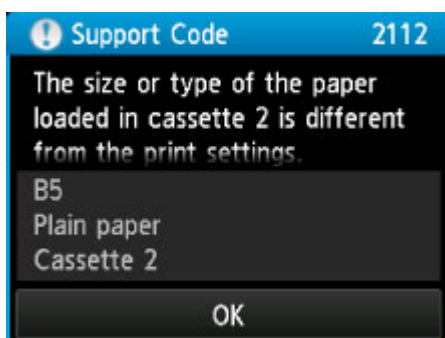 Support Code 2112
The size or type of the paper
loaded in cassette 2 is different
from the print settings.
B5
Plain paper
Cassette 2
OK